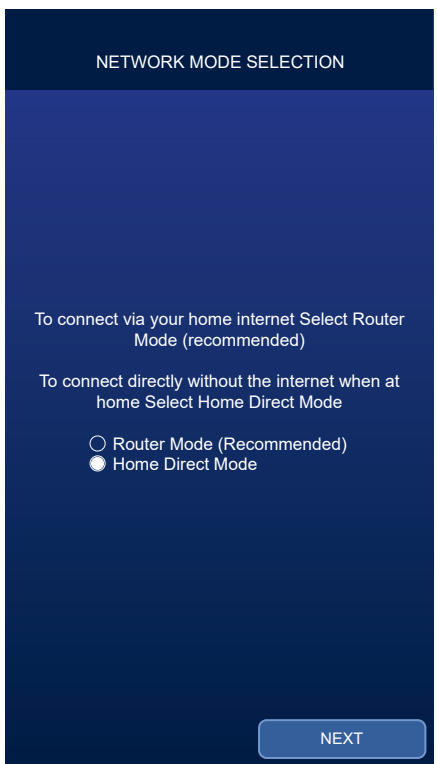 NETWORK MODE SELECTION
To connect via your home internet Select Router
Mode (recommended)
To connect directly without the internet when at
home Select Home Direct Mode
Router Mode (Recommended)
Home Direct Mode
NEXT